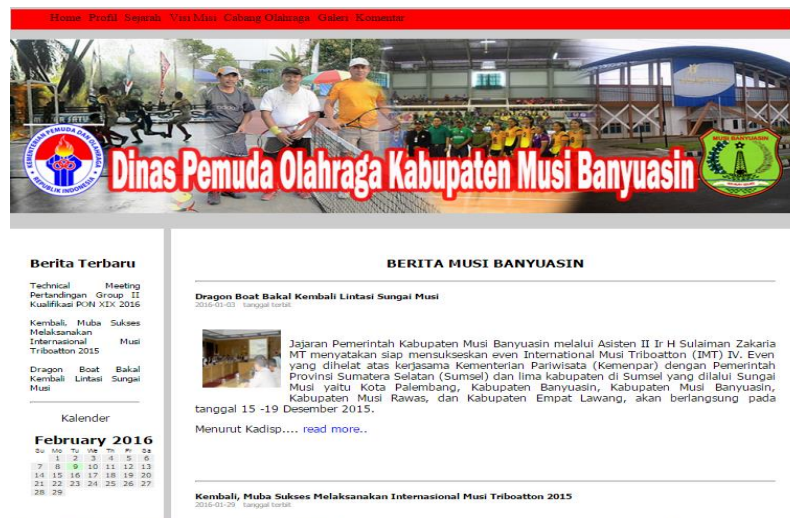 Home Profil Sejarah Visi Misi Cabang Olahraga Galeri Komentar
KEMENTERIAN PEMUDA DAN OLAHRAGA
REPUBLIK INDONESIA
MUSI BANYUASIN
Dinas Pemuda Olahraga Kabupaten Musi Banyuasin
Berita Terbaru
Technical Meeting
Pertandingan Group II
Kualifikasi PON XIX 2016
Kembali, Muba Sukses
Melaksanakan
Internasional Musi
Triboatton 2015
Dragon Boat Bakal
Kembali Lintasi Sungai
Musi
Kalender
February 2016
Su Mo Tu We Th Fr Sa
1 2 3 4 5 6
7 8 9 10 11 12 13
14 15 16 17 18 19 20
21 22 23 24 25 26 27
28 29
BERITA MUSI BANYUASIN
Dragon Boat Bakal Kembali Lintasi Sungai Musi
2016-01-03 tanggal terbit
Jajaran Pemerintah Kabupaten Musi Banyuasin melalui Asisten II Ir H Sulaiman Zakaria
MT menyatakan siap mensukseskan even International Musi Triboatton (IMT) IV. Even
yang dihelat atas kerjasama Kementerian Pariwisata (Kemenpar) dengan Pemerintah
Provinsi Sumatera Selatan (Sumsel) dan lima kabupaten di Sumsel yang dilalui Sungai
Musi yaitu Kota Palembang, Kabupaten Banyuasin, Kabupaten Musi Banyuasin,
Kabupaten Musi Rawas, dan Kabupaten Empat Lawang, akan berlangsung pada
tanggal 15 -19 Desember 2015.
Menurut Kadisp.... read more..
Kembali, Muba Sukses Melaksanakan Internasional Musi Triboatton 2015
2016-01-29 tanggal terbit